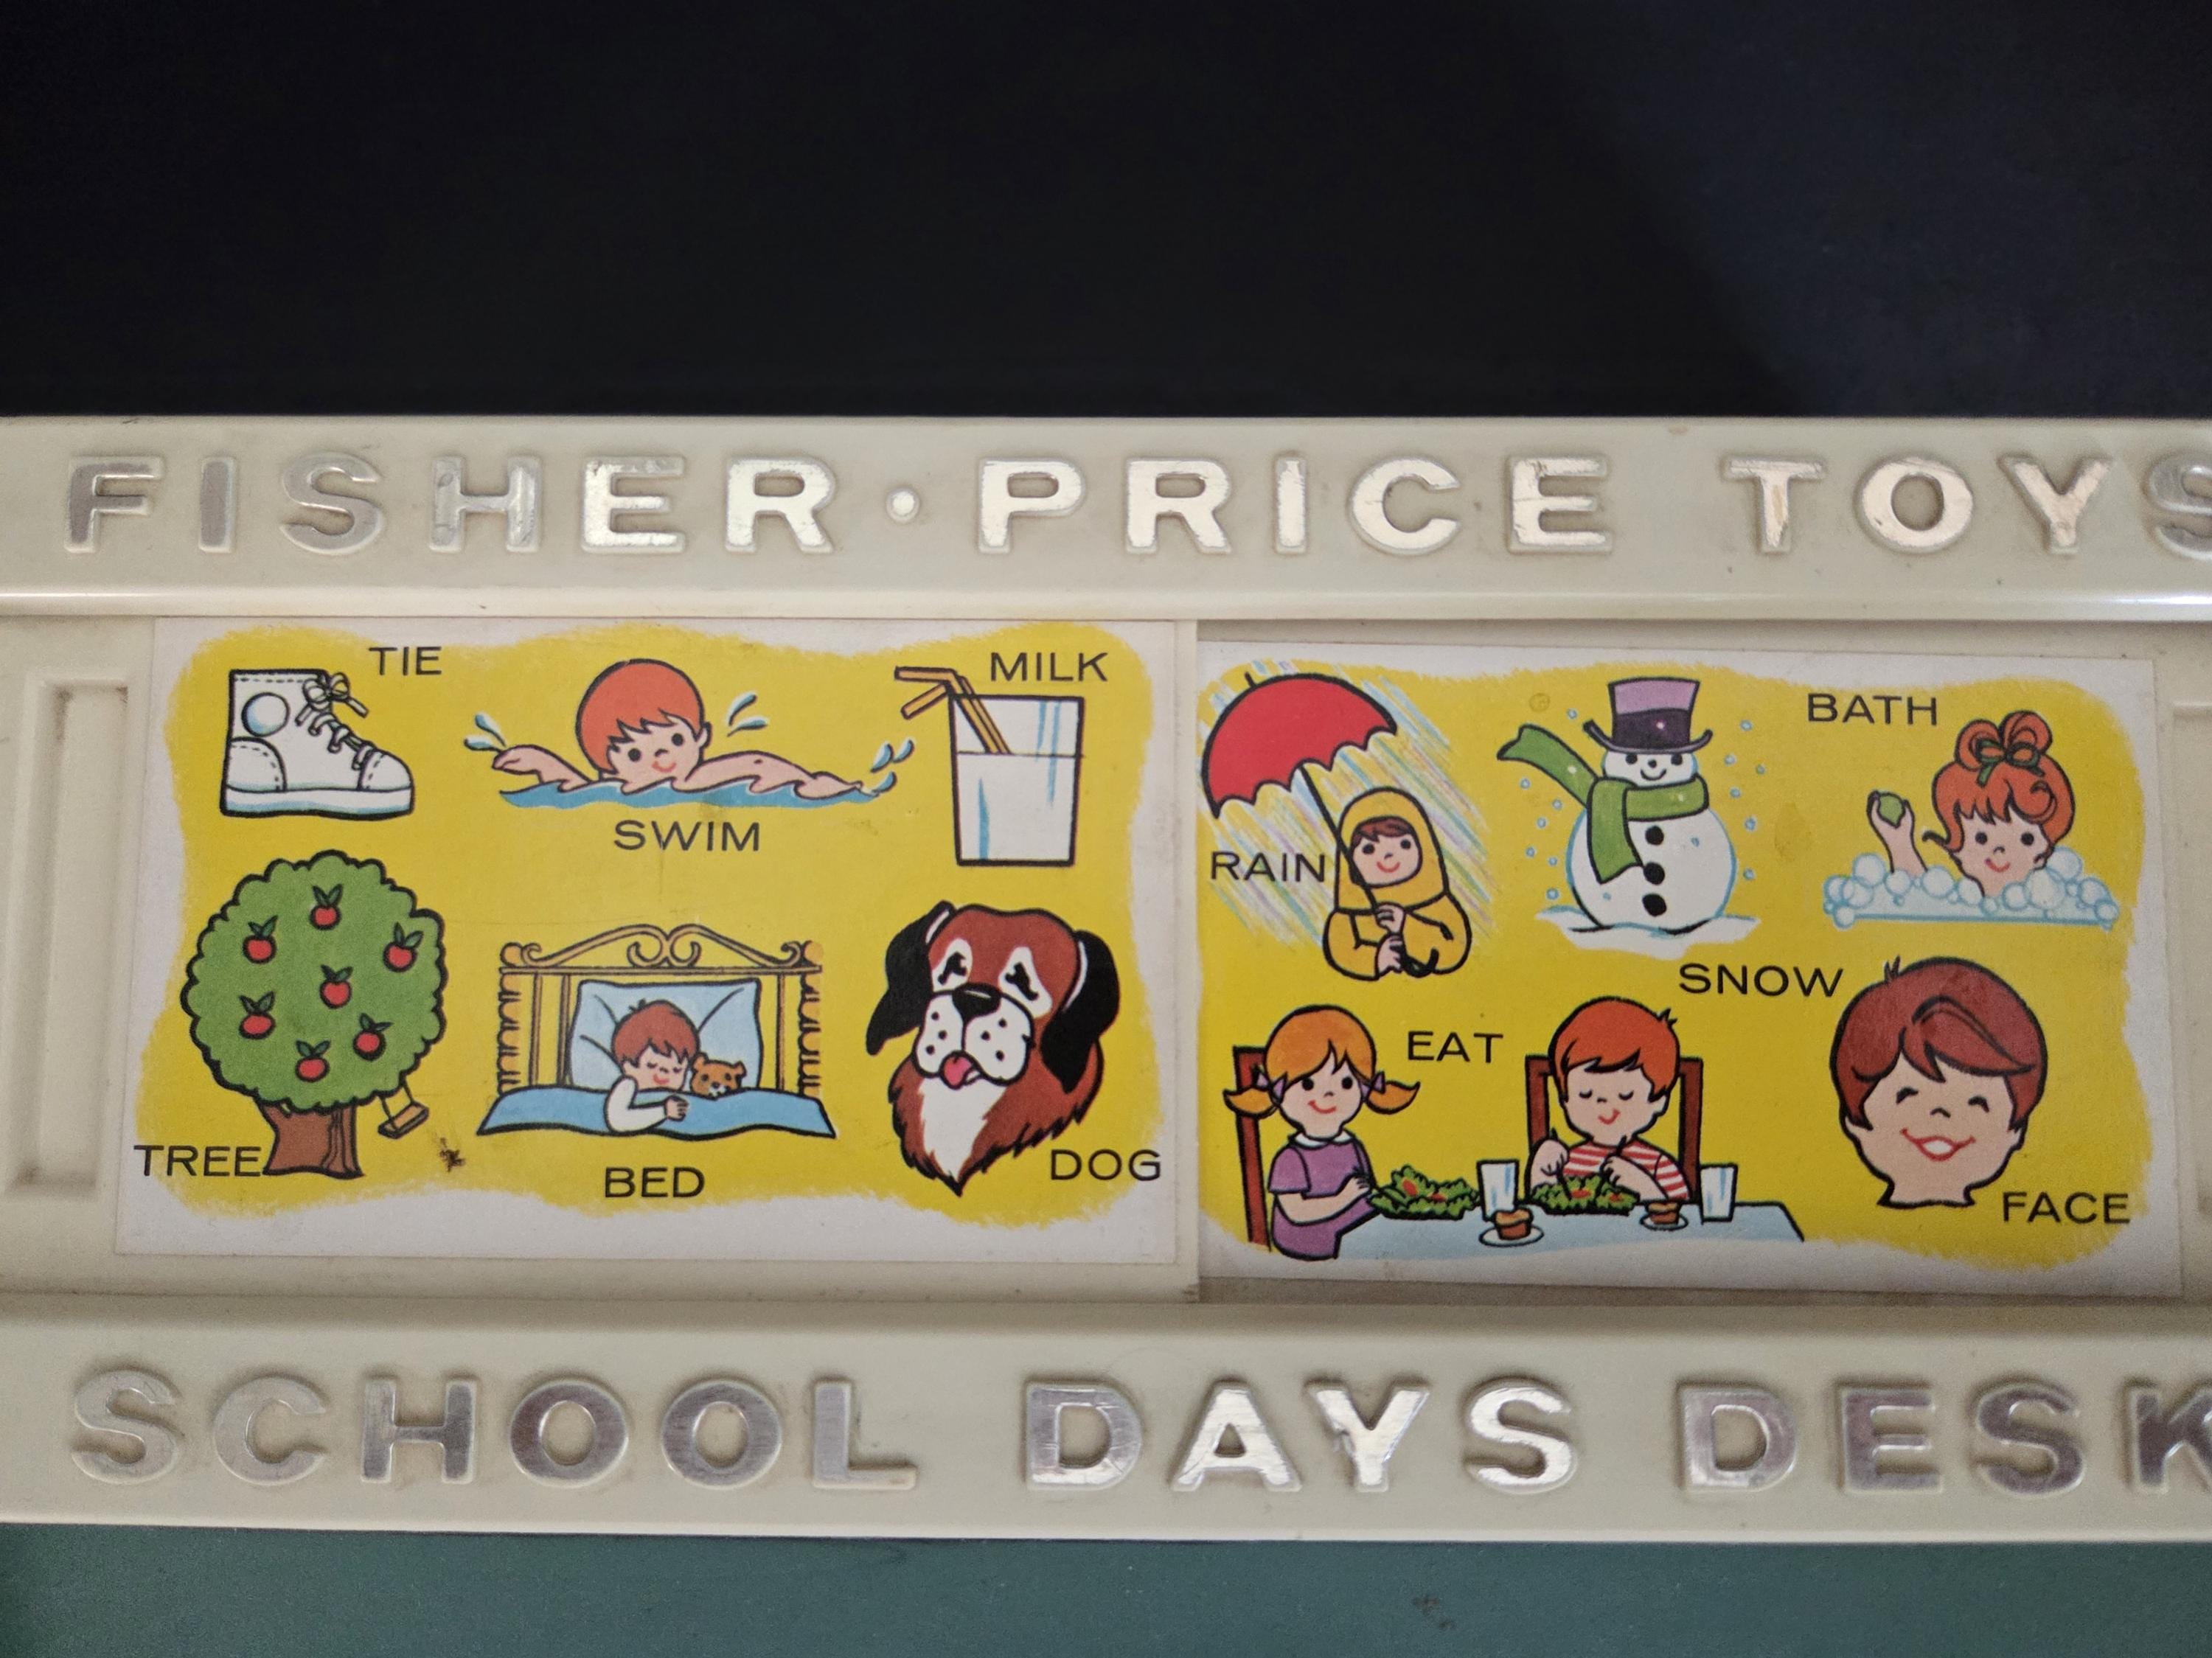 FISHER·PRICE TOYS
TIE
SWIM
MILK
TREE
BED
DOG
RAIN
SNOW
BATH
EAT
FACE
SCHOOL DAYS DESK